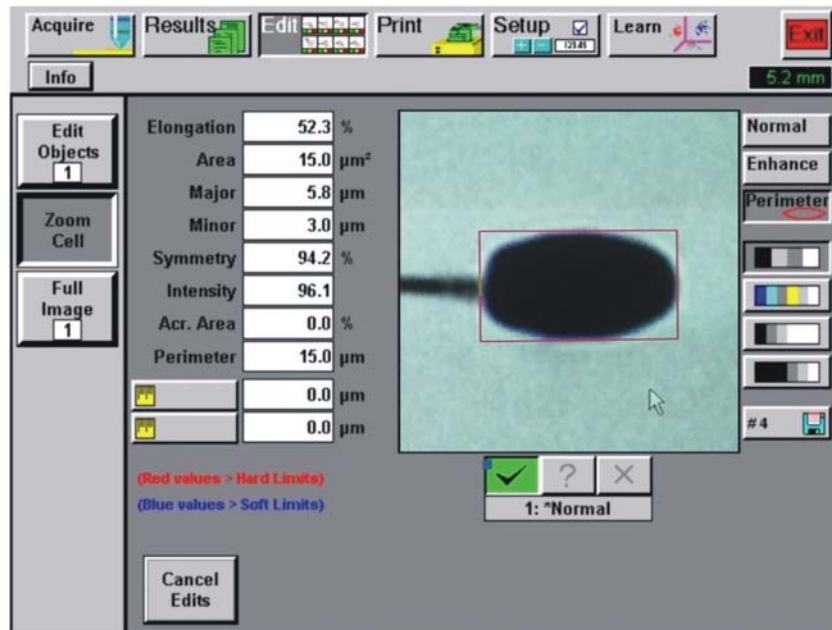 Acquire
Results
Edit
Print
Setup
Learn
Exit
Info
5.2 mm
Edit
Objects
1
Zoom
Cell
Full
Image
1
Elongation 52.3 %
Area 15.0 µm²
Major 5.8 µm
Minor 3.0 µm
Symmetry 94.2 %
Intensity 96.1
Acr. Area 0.0 %
Perimeter 15.0 µm
0.0 µm
0.0 µm
(Red values > Hard Limits)
(Blue values > Soft Limits)
Cancel
Edits
Normal
Enhance
Perimeter
#4
?
1: *Normal